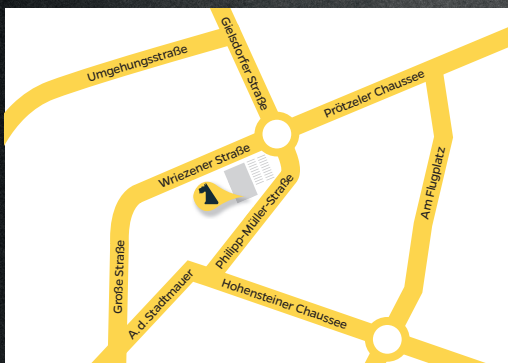 Gielsdorfer Straße
Umgehungsstraße
Prötzeler Chaussee
Wriezener Straße
Am Flugplatz
Philipp-Müller-Straße
Große Straße
A.d. Stadtmauer
Hohensteiner Chaussee